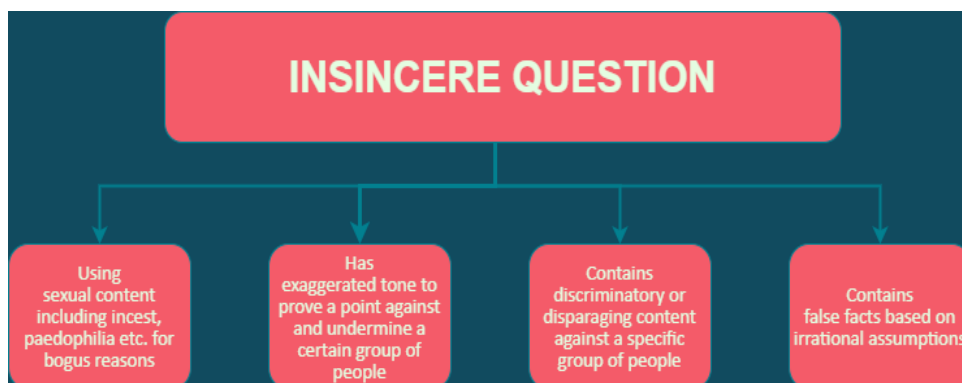 INSINCERE QUESTION
Using
sexual content
including incest,
paedophilia etc. for
bogus reasons
Has
exaggerated tone to
prove a point against
and undermine a
certain group of
people
Contains
discriminatory or
disparaging content
against a specific
group of people
Contains
false facts based on
irrational assumptions